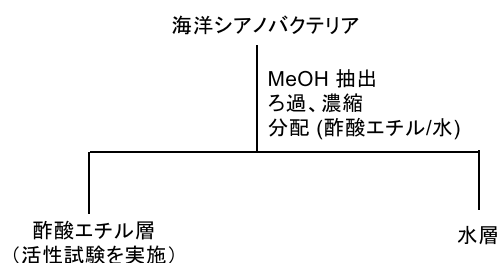 海洋シアノバクテリア
MeOH 抽出
ろ過、濃縮
分配 (酢酸エチル/水)
酢酸エチル層
（活性試験を実施）
水層